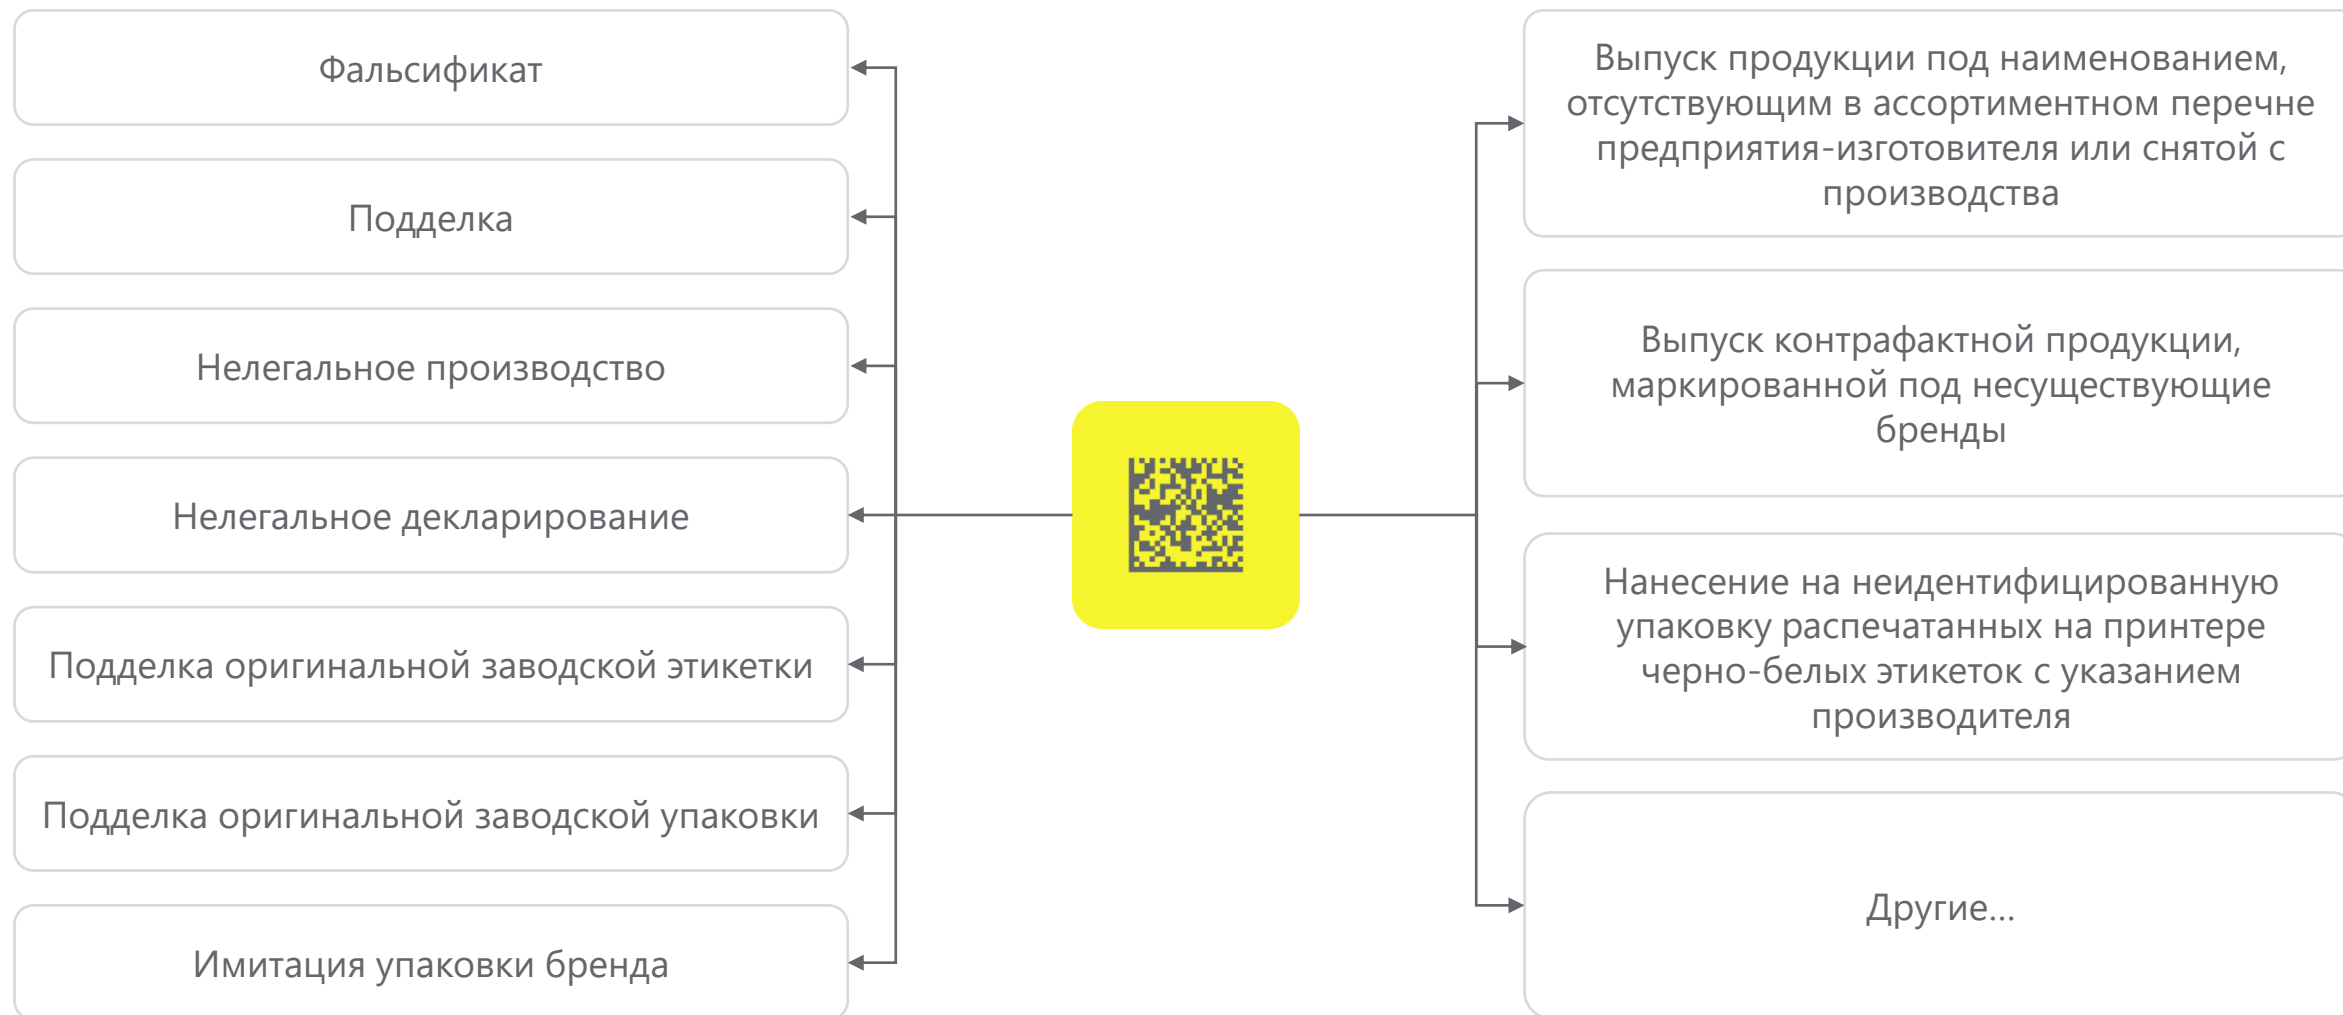 Фальсификат
Подделка
Нелегальное производство
Нелегальное декларирование
Подделка оригинальной заводской этикетки
Подделка оригинальной заводской упаковки
Имитация упаковки бренда
Выпуск продукции под наименованием,
отсутствующим в ассортиментном перечне
предприятия-изготовителя или снятой с
производства
Выпуск контрафактной продукции,
маркированной под несуществующие
бренды
Нанесение на неидентифицированную
упаковку распечатанных на принтере
черно-белых этикеток с указанием
производителя
Другие...